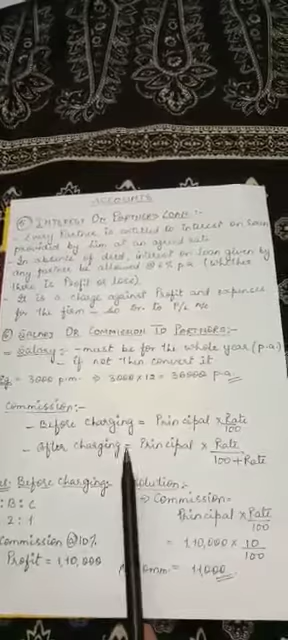 ACCOUNTS
⑤ INTEREST ON PARTNERS LOAN :-
- Every Partner is entitled to Interest on loan
provided by him at an agreed rate.
- In absence of deed, interest on loan given by
any partner be allowed @ 6% p.a (whether
there is Profit or loss).
- It is a charge against Profit and expences
for the firm - so on to P/L A/c
⑥ SALARY OR COMMISSION TO PARTNERS:-
= Salary:- - must be for the whole year (p.a.)
- if not Then convert it
= 3000 p.m. ⇒ 3000 × 12 = 36000 p.a.
Commission:-
- Before charging = Principal × Rate/100
- After charging = Principal × Rate/100+Rate
Before charging
Solution:-
: B : C
⇒ Commission =
2 : 1
Principal × Rate/100
Commission @ 10%
= 1,10,000 × 10/100
Profit = 1,10,000
= 11,000